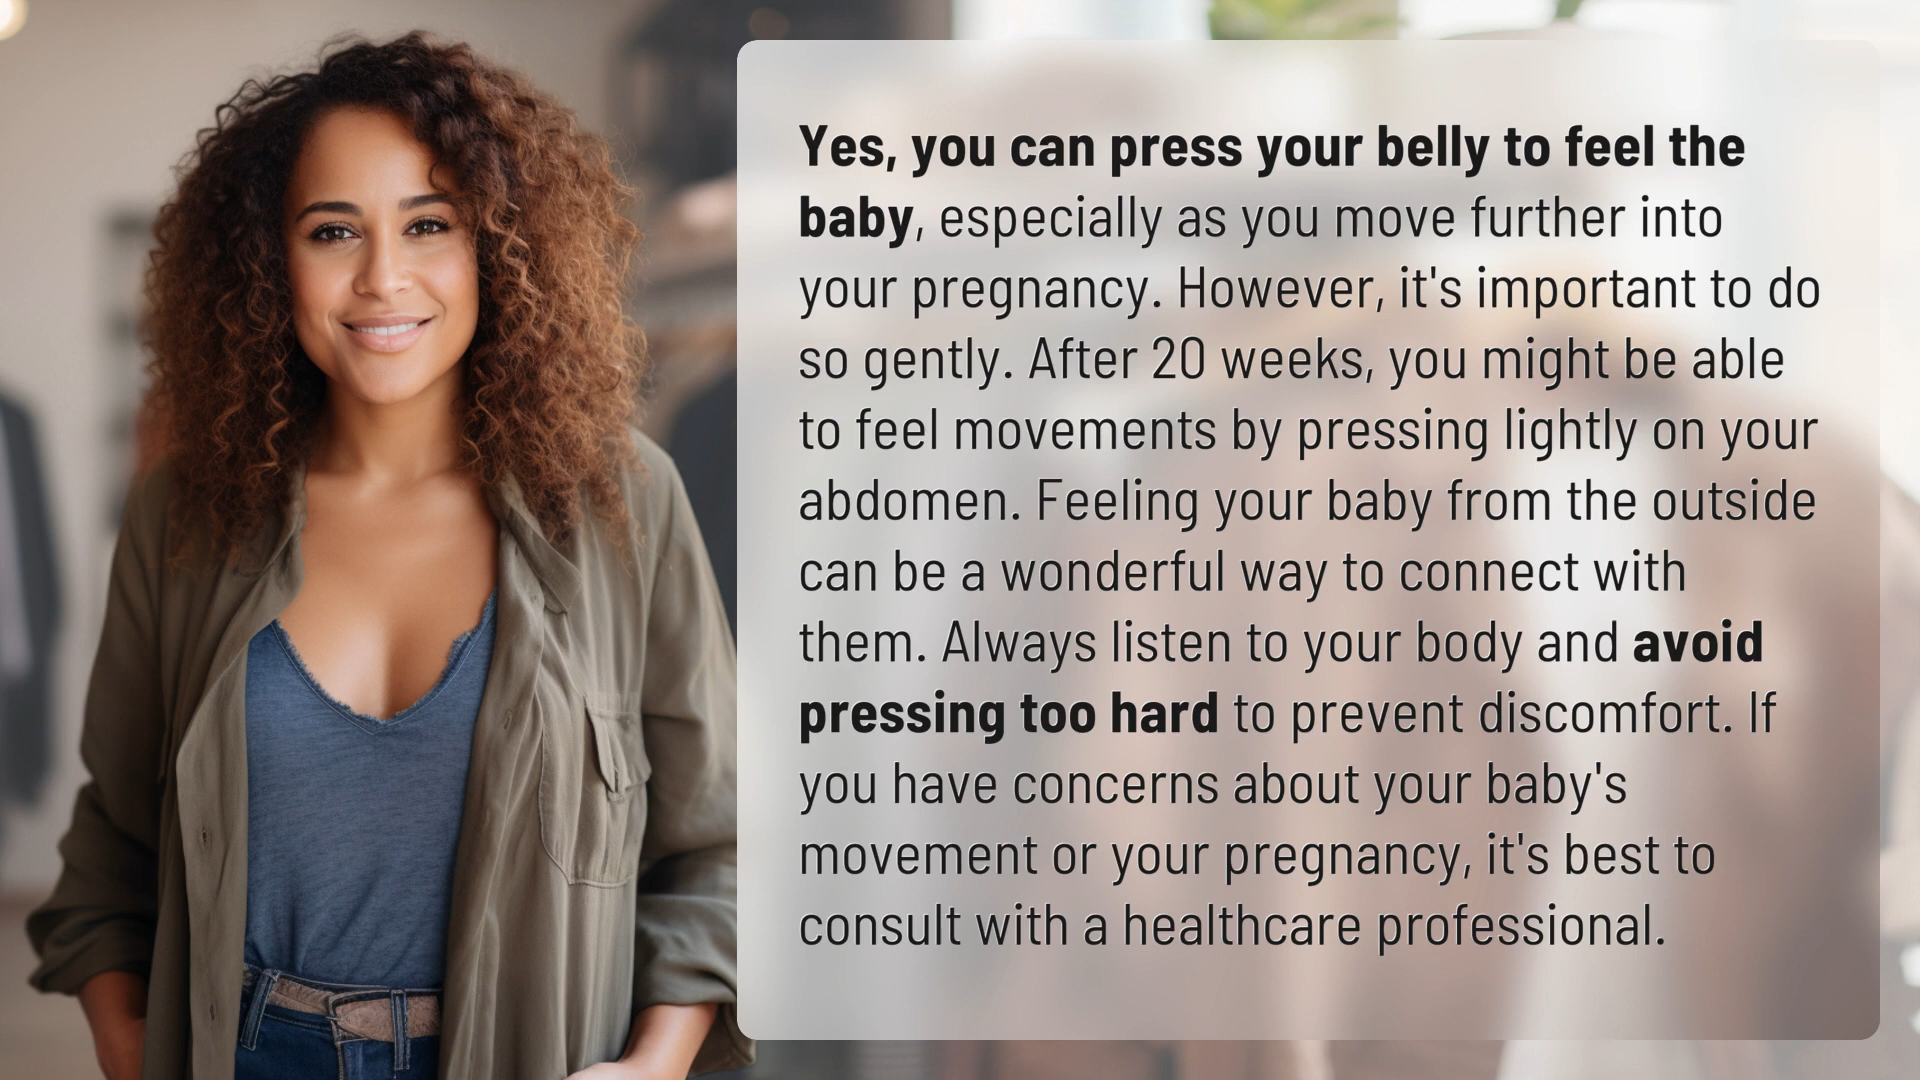 Yes, you can press your belly to feel the
baby, especially as you move further into
your pregnancy. However, it's important to do
so gently. After 20 weeks, you might be able
to feel movements by pressing lightly on your
abdomen. Feeling your baby from the outside
can be a wonderful way to connect with
them. Always listen to your body and avoid
pressing too hard to prevent discomfort. If
you have concerns about your baby's
movement or your pregnancy, it's best to
consult with a healthcare professional.